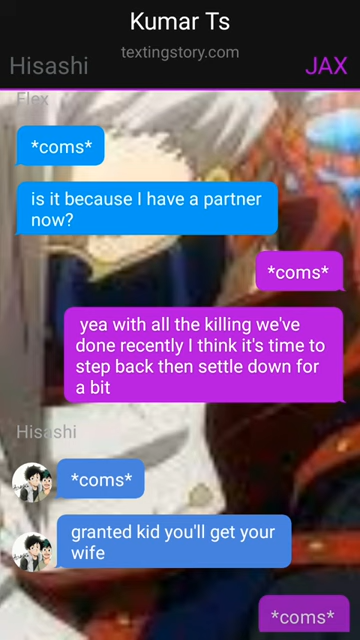 Kumar Ts
textingstory.com
Hisashi
JAX
Flex
*coms*
is it because I have a partner
now?
*coms*
yea with all the killing we've
done recently I think it's time to
step back then settle down for
a bit
Hisashi
*coms*
granted kid you'll get your
wife
*coms*